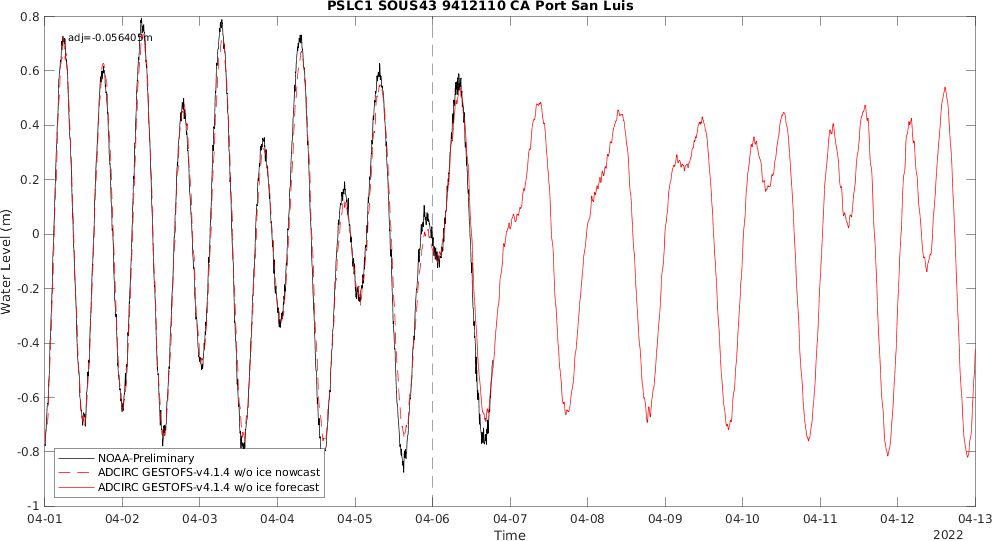 PSLC1 SOUS43 9412110 CA Port San Luis
adj=-0.056405m
0.8
0.6
0.4
0.2
0
-0.2
-0.4
-0.6
-0.8
-1
Water Level (m)
NOAA-Preliminary
ADCIRC GESTOFS-v4.1.4 w/o ice nowcast
ADCIRC GESTOFS-v4.1.4 w/o ice forecast
04-01 04-02 04-03 04-04 04-05 04-06 04-07 04-08 04-09 04-10 04-11 04-12 04-13
Time
2022